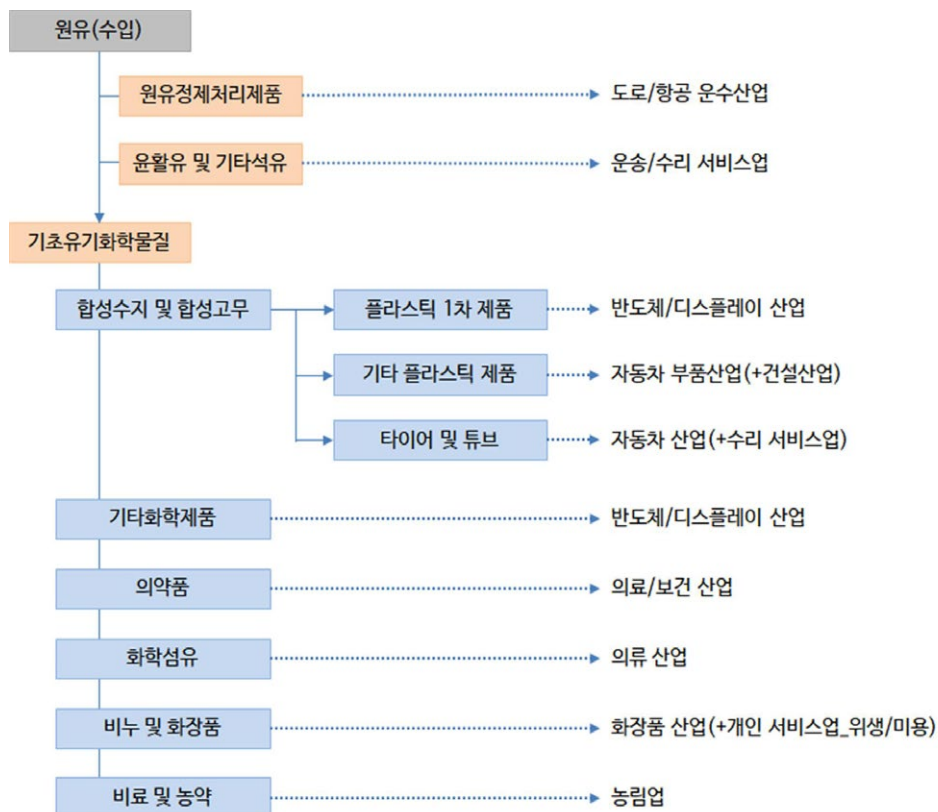 원유(수입)
원유정제처리제품
도로/항공 운수산업
윤활유 및 기타석유
운송/수리 서비스업
기초유기화학물질
합성수지 및 합성고무
플라스틱 1차 제품
반도체/디스플레이 산업
기타 플라스틱 제품
자동차 부품산업(+건설산업)
타이어 및 튜브
자동차 산업(+수리 서비스업)
기타화학제품
반도체/디스플레이 산업
의약품
의료/보건 산업
화학섬유
의류 산업
비누 및 화장품
화장품 산업(+개인 서비스업_위생/미용)
비료 및 농약
농림업